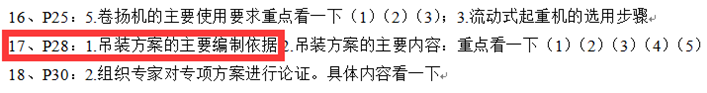 16、P25：5.卷扬机的主要使用要求重点看一下（1）（2）（3）；3.流动式起重机的选用步骤
17、P28：1.吊装方案的主要编制依据 2.吊装方案的主要内容：重点看一下（1）（2）（3）（4）（5）
18、P30：2.组织专家对专项方案进行论证。具体内容看一下